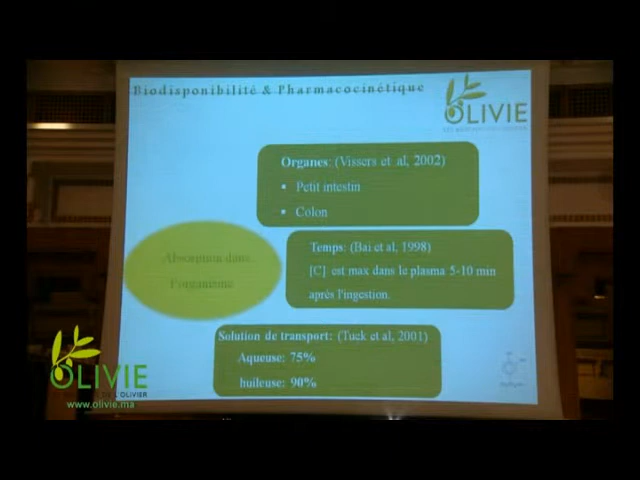 Biodisponibilité & Pharmacocinétique
OLIVIE
Organes: (Vissers et al, 2002)
▪ Petit intestin
▪ Colon
Absorption dans
l'organisme
Temps: (Bai et al, 1998)
[C] est max dans le plasma 5-10 min
après l'ingestion.
Solution de transport: (Tuck et al, 2001)
Aqueuse: 75%
huileuse: 90%
OLIVIE
DE L'OLIVIER
www.olivie.ma